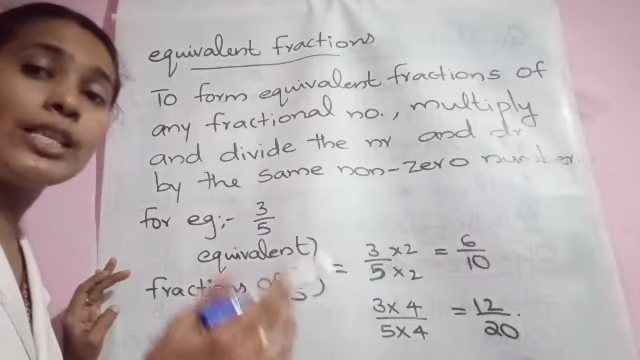 equivalent fractions
To form equivalent fractions of
any fractional no., multiply
and divide the nr and dr
by the same non-zero number.
for eg:- 3/5
equivalent) = 3×2/5×2 = 6/10
fractions of
3×4/5×4 = 12/20.